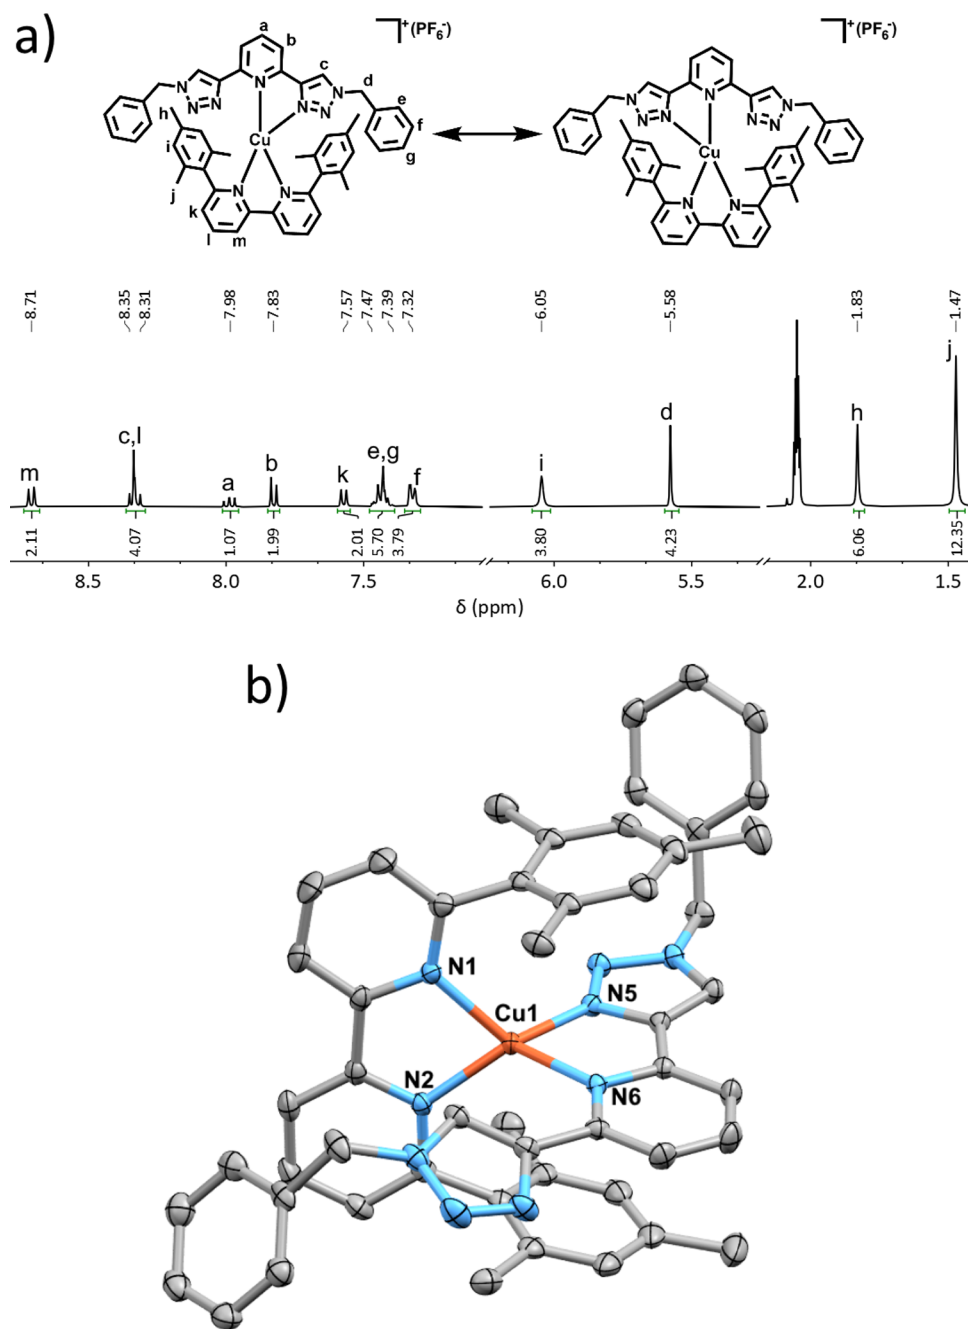 a)
a
b
c
d
e
f
g
h
i
j
k
l
m
N
N
N
N
N
N
N
N
N
Cu
]+(PF6-)
N
N
N
N
N
N
N
N
N
Cu
]+(PF6-)
8.71
8.35
8.31
7.98
7.83
7.57
7.47
7.39
7.32
6.05
5.58
1.83
1.47
m
c,l
a
b
k
e,g
f
i
d
h
j
2.11
4.07
1.07
1.99
2.01
5.70
3.79
3.80
4.23
6.06
12.35
8.5 8.0 7.5 6.0 5.5 2.0 1.5
δ (ppm)
b)
N1
Cu1
N5
N2
N6